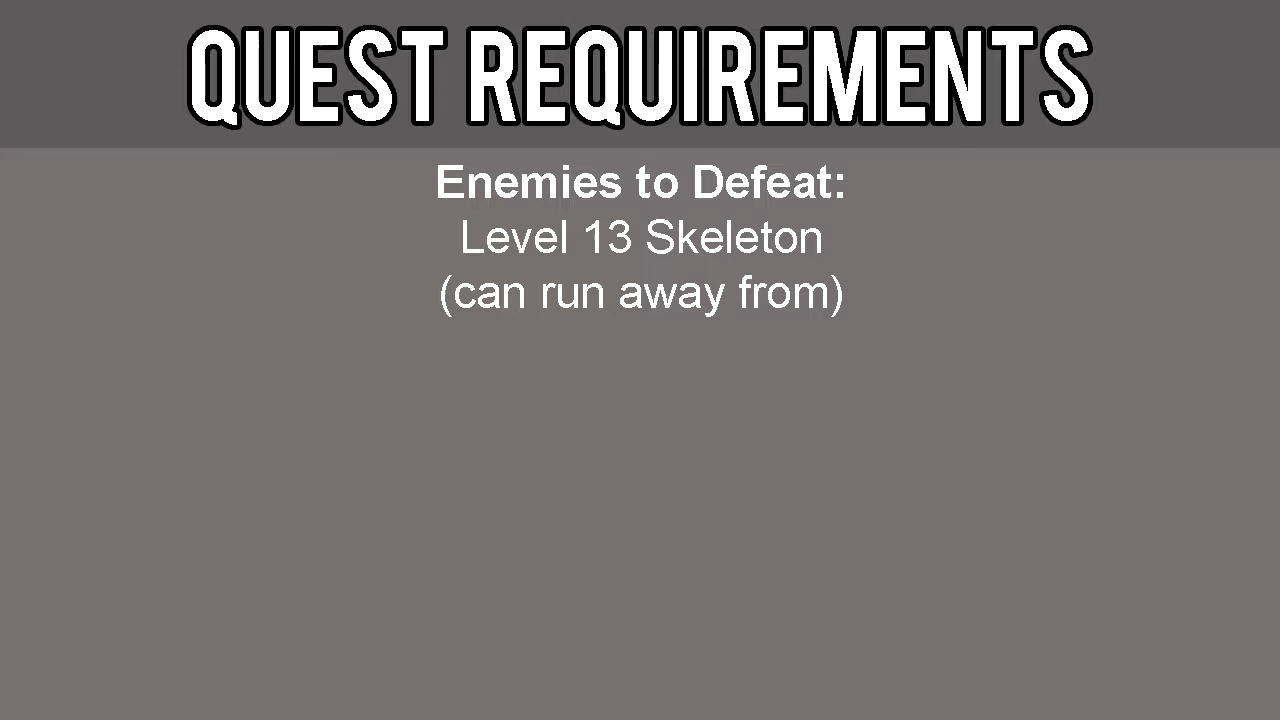 QUEST REQUIREMENTS
Enemies to Defeat:
Level 13 Skeleton
(can run away from)